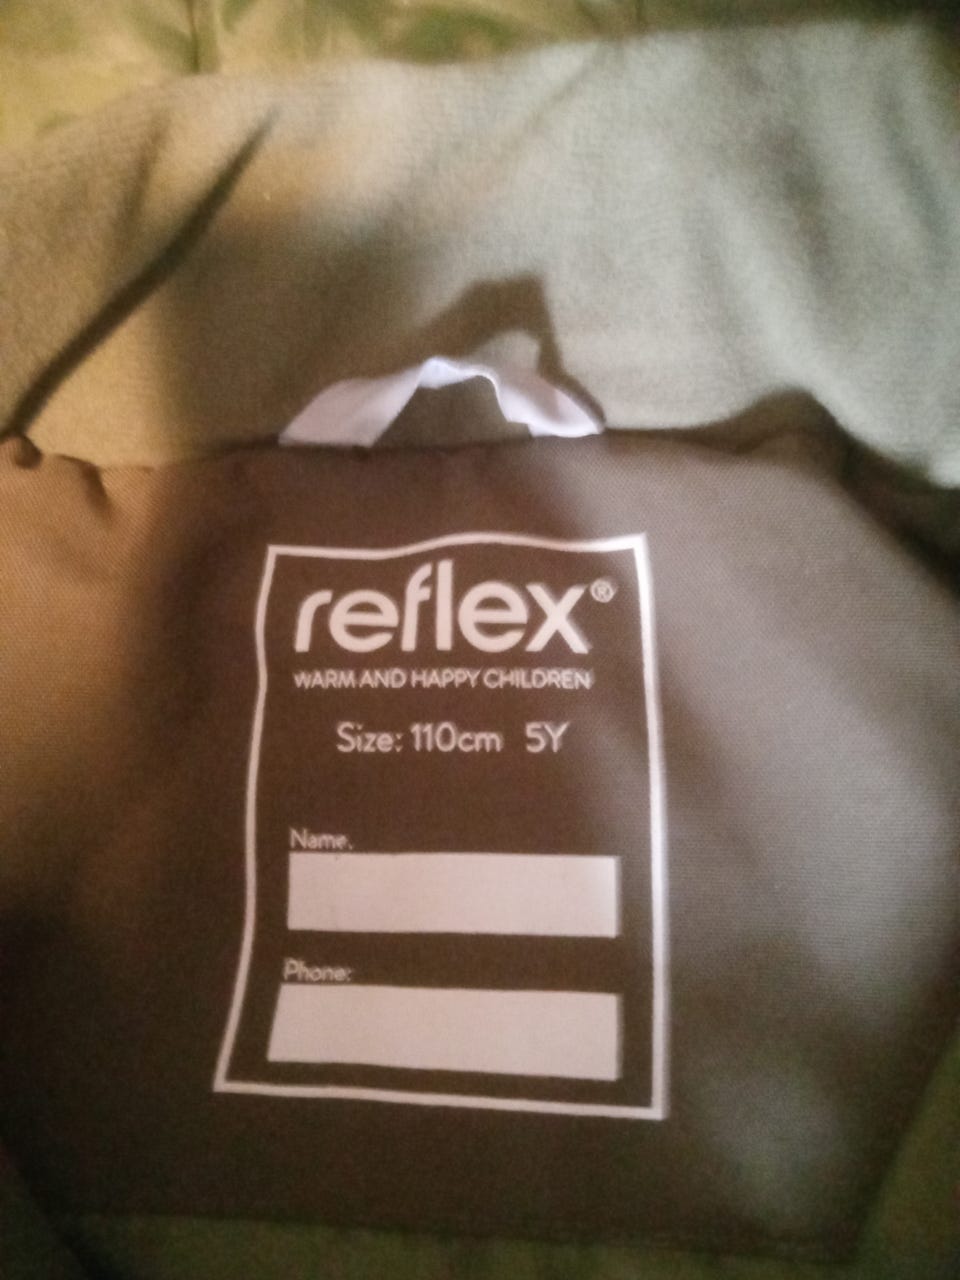 reflex®
WARM AND HAPPY CHILDREN
Size: 110cm 5Y
Name:
Phone: